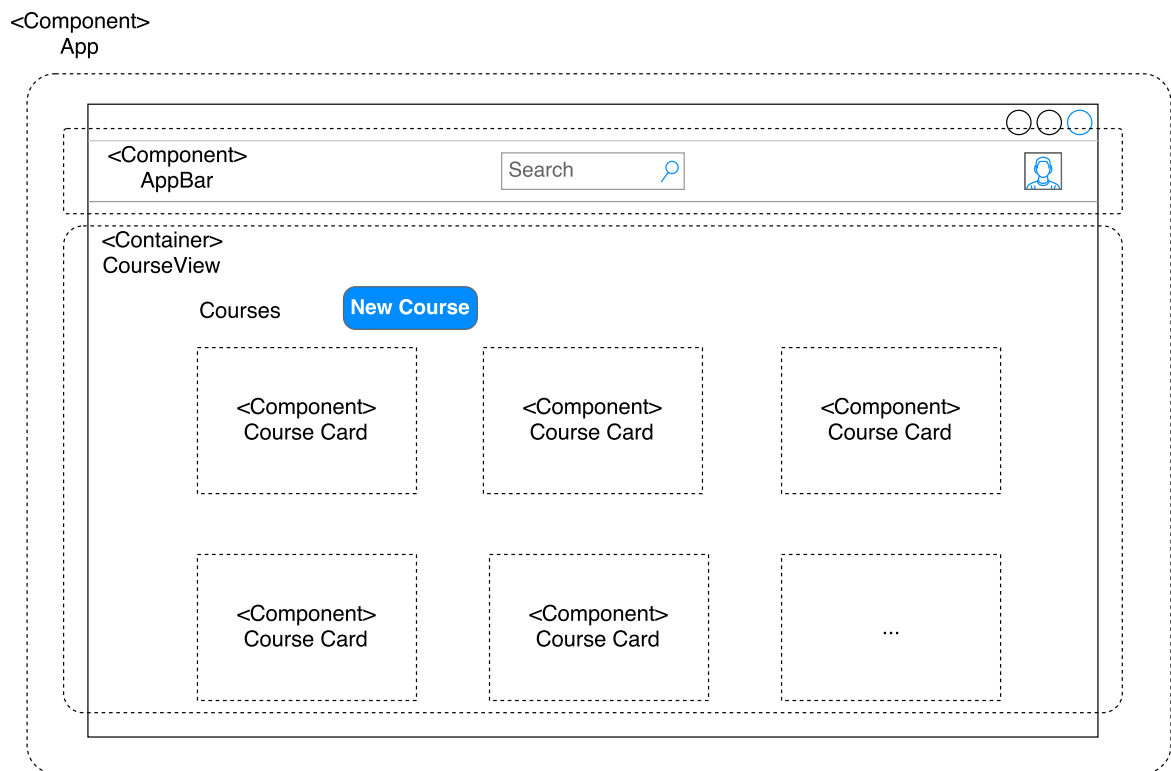 <Component>
App
<Component>
AppBar
Search
<Container>
CourseView
Courses
New Course
<Component>
Course Card
<Component>
Course Card
<Component>
Course Card
<Component>
Course Card
<Component>
Course Card
...